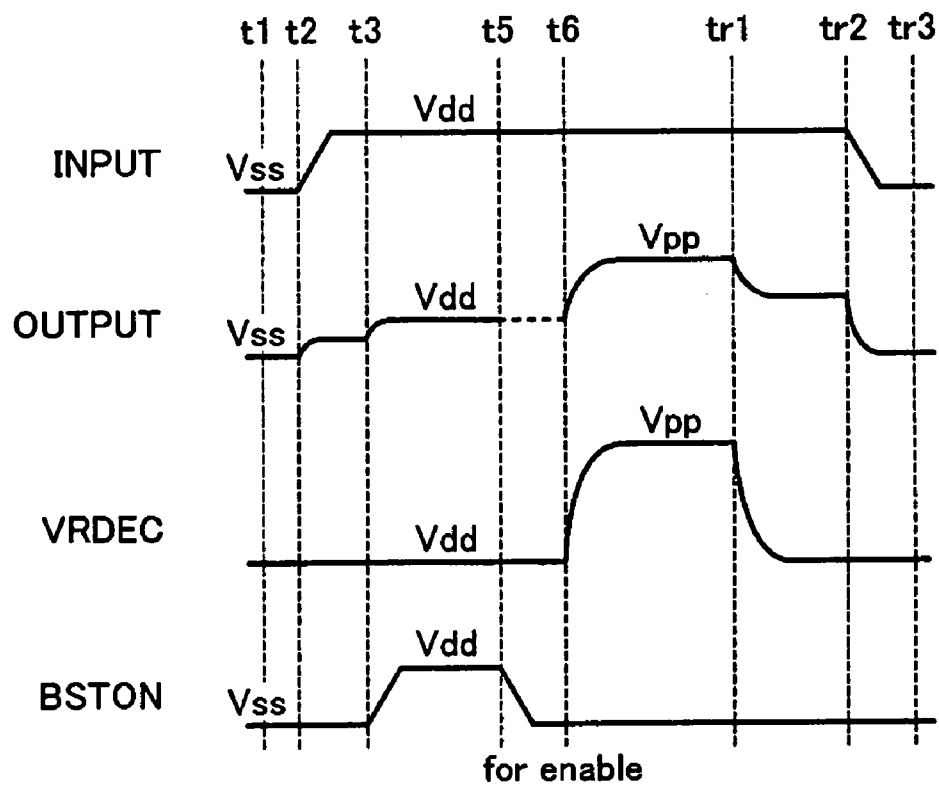 t1 t2 t3 t5 t6 tr1 tr2 tr3
Vdd
INPUT
Vss
Vpp
Vdd
OUTPUT
Vss
Vpp
VRDEC
Vdd
Vdd
BSTON
Vss
for enable